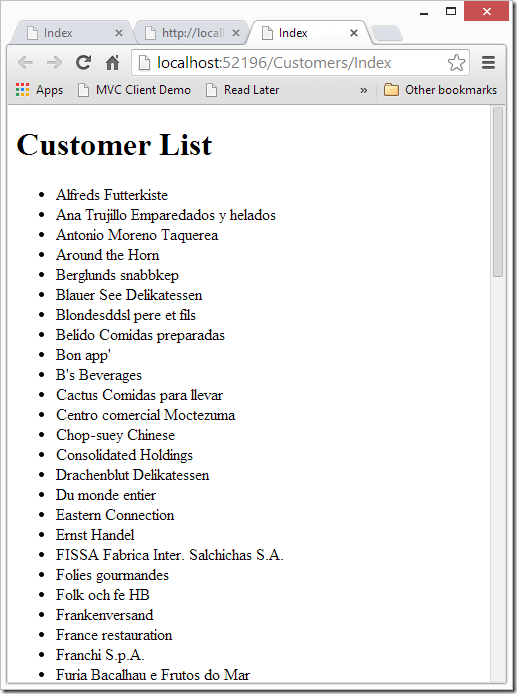 Index
http://local
Index
localhost:52196/Customers/Index
Apps
MVC Client Demo
Read Later
»
Other bookmarks
Customer List
• Alfreds Futterkiste
• Ana Trujillo Emparedados y helados
• Antonio Moreno Taquerea
• Around the Horn
• Berglunds snabbkep
• Blauer See Delikatessen
• Blondesddsl pere et fils
• Belido Comidas preparadas
• Bon app'
• B's Beverages
• Cactus Comidas para llevar
• Centro comercial Moctezuma
• Chop-suey Chinese
• Consolidated Holdings
• Drachenblut Delikatessen
• Du monde entier
• Eastern Connection
• Ernst Handel
• FISSA Fabrica Inter. Salchichas S.A.
• Folies gourmandes
• Folk och fe HB
• Frankenversand
• France restauration
• Franchi S.p.A.
• Furia Bacalhau e Frutos do Mar